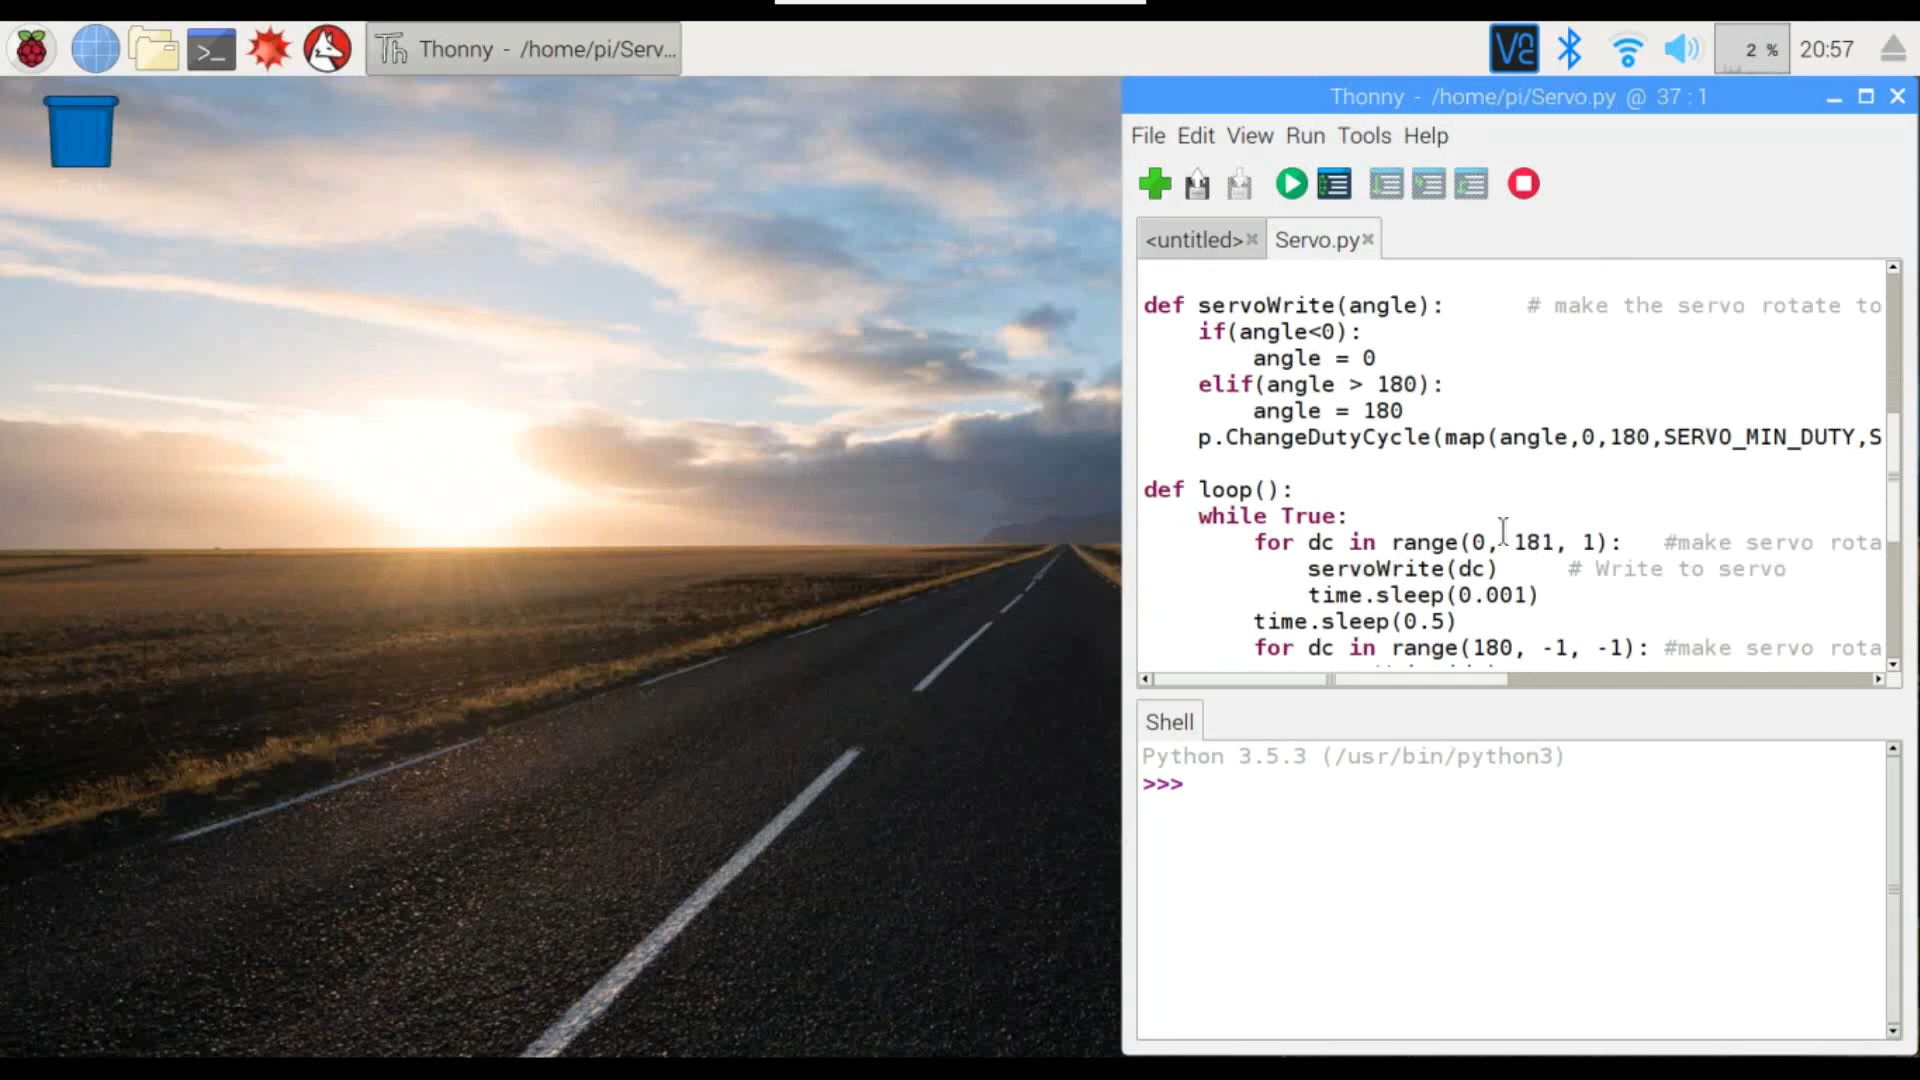 Thonny - /home/pi/Serv...
2 %
20:57
Thonny - /home/pi/Servo.py @ 37 : 1
File Edit View Run Tools Help
<untitled> Servo.py
def servoWrite(angle):      # make the servo rotate to
    if(angle<0):
        angle = 0
    elif(angle > 180):
        angle = 180
    p.ChangeDutyCycle(map(angle,0,180,SERVO_MIN_DUTY,S
def loop():
    while True:
        for dc in range(0, 181, 1):   #make servo rota
            servoWrite(dc)     # Write to servo
            time.sleep(0.001)
        time.sleep(0.5)
        for dc in range(180, -1, -1): #make servo rota
Shell
Python 3.5.3 (/usr/bin/python3)
>>>